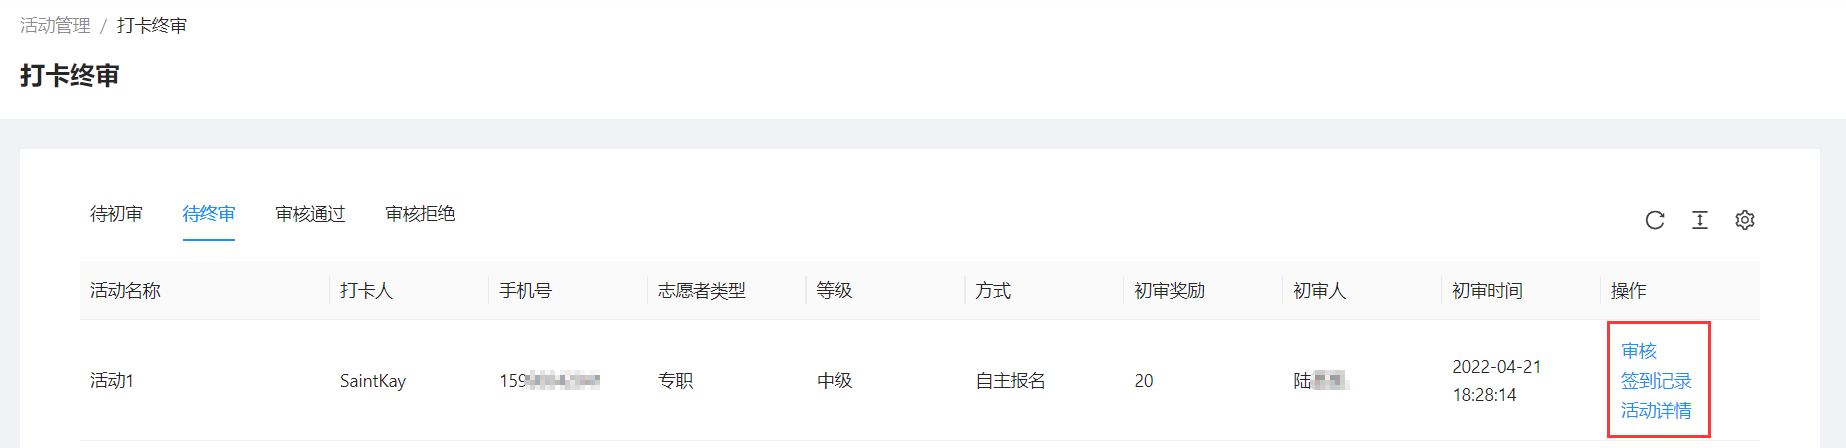 活动管理 / 打卡终审
打卡终审
待初审 待终审 审核通过 审核拒绝
活动名称 打卡人 手机号 志愿者类型 等级 方式 初审奖励 初审人 初审时间 操作
活动1 SaintKay 159 专职 中级 自主报名 20 陆 2022-04-21
18:28:14
审核
签到记录
活动详情